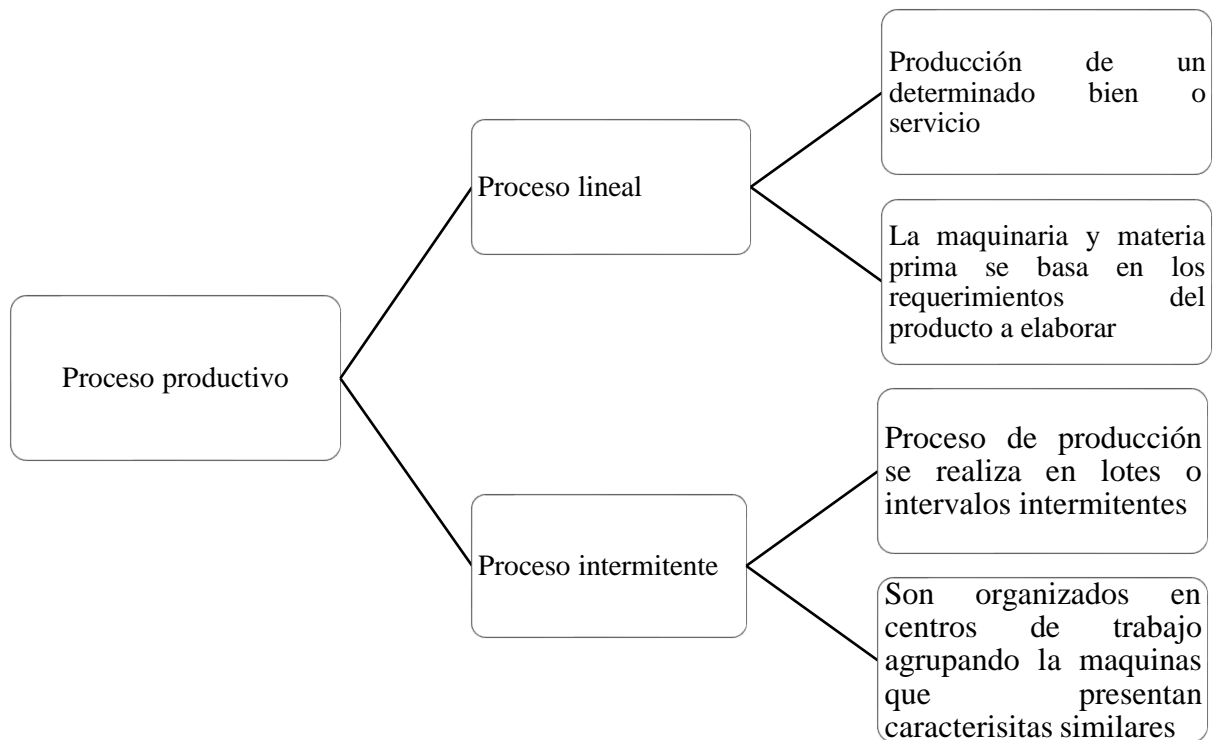 Proceso productivo
Proceso lineal
Producción de un
determinado bien o
servicio
La maquinaria y materia
prima se basa en los
requerimientos del
producto a elaborar
Proceso intermitente
Proceso de producción
se realiza en lotes o
intervalos intermitentes
Son organizados en
centros de trabajo
agrupando la maquinas
que presentan
caracterisitas similares